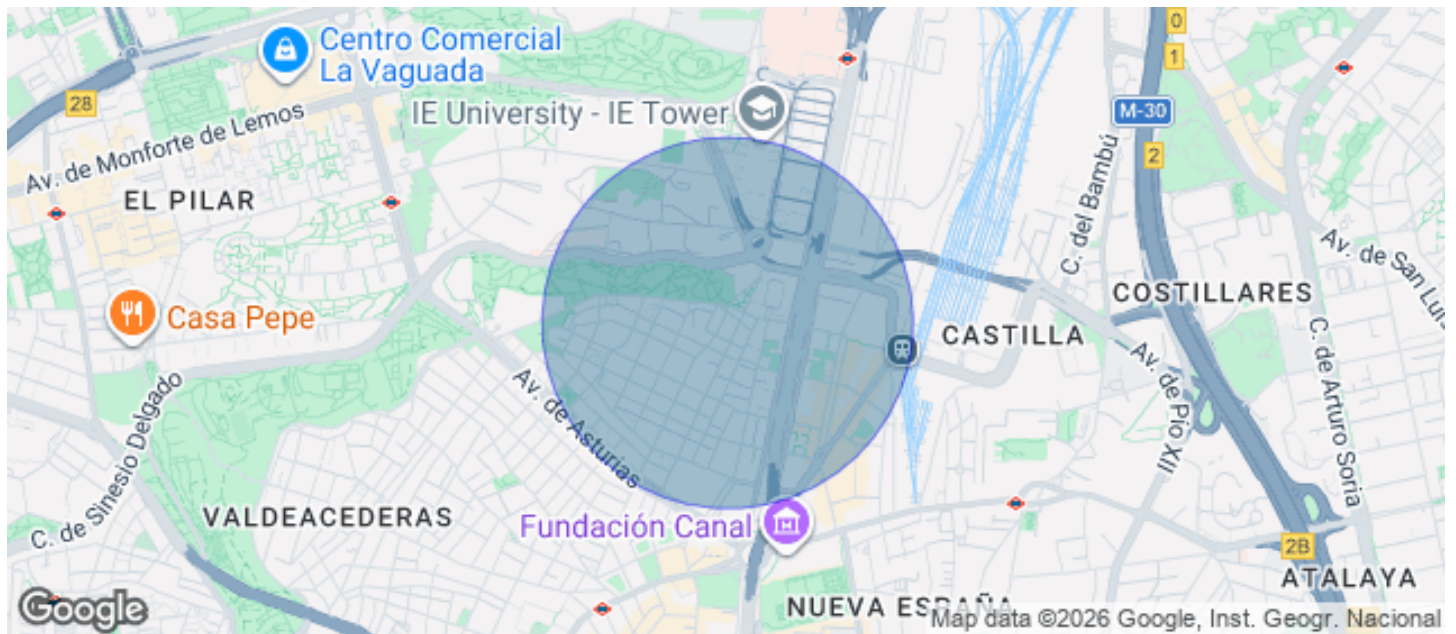 0
1
Centro Comercial
La Vaguada
28
IE University - IE Tower
M-30
2
Av. de Monforte de Lemos
C. del Bambú
EL PILAR
Av. de San Luis
COSTILLARES
Casa Pepe
CASTILLA
Av. de Pío XII
C. de Arturo Soria
Av. de Asturias
C. de Sinesio Delgado
VALDEACEDERAS
Fundación Canal
2B
ATALAYA
NUEVA ESPAÑA
Google
Map data ©2026 Google, Inst. Geogr. Nacional